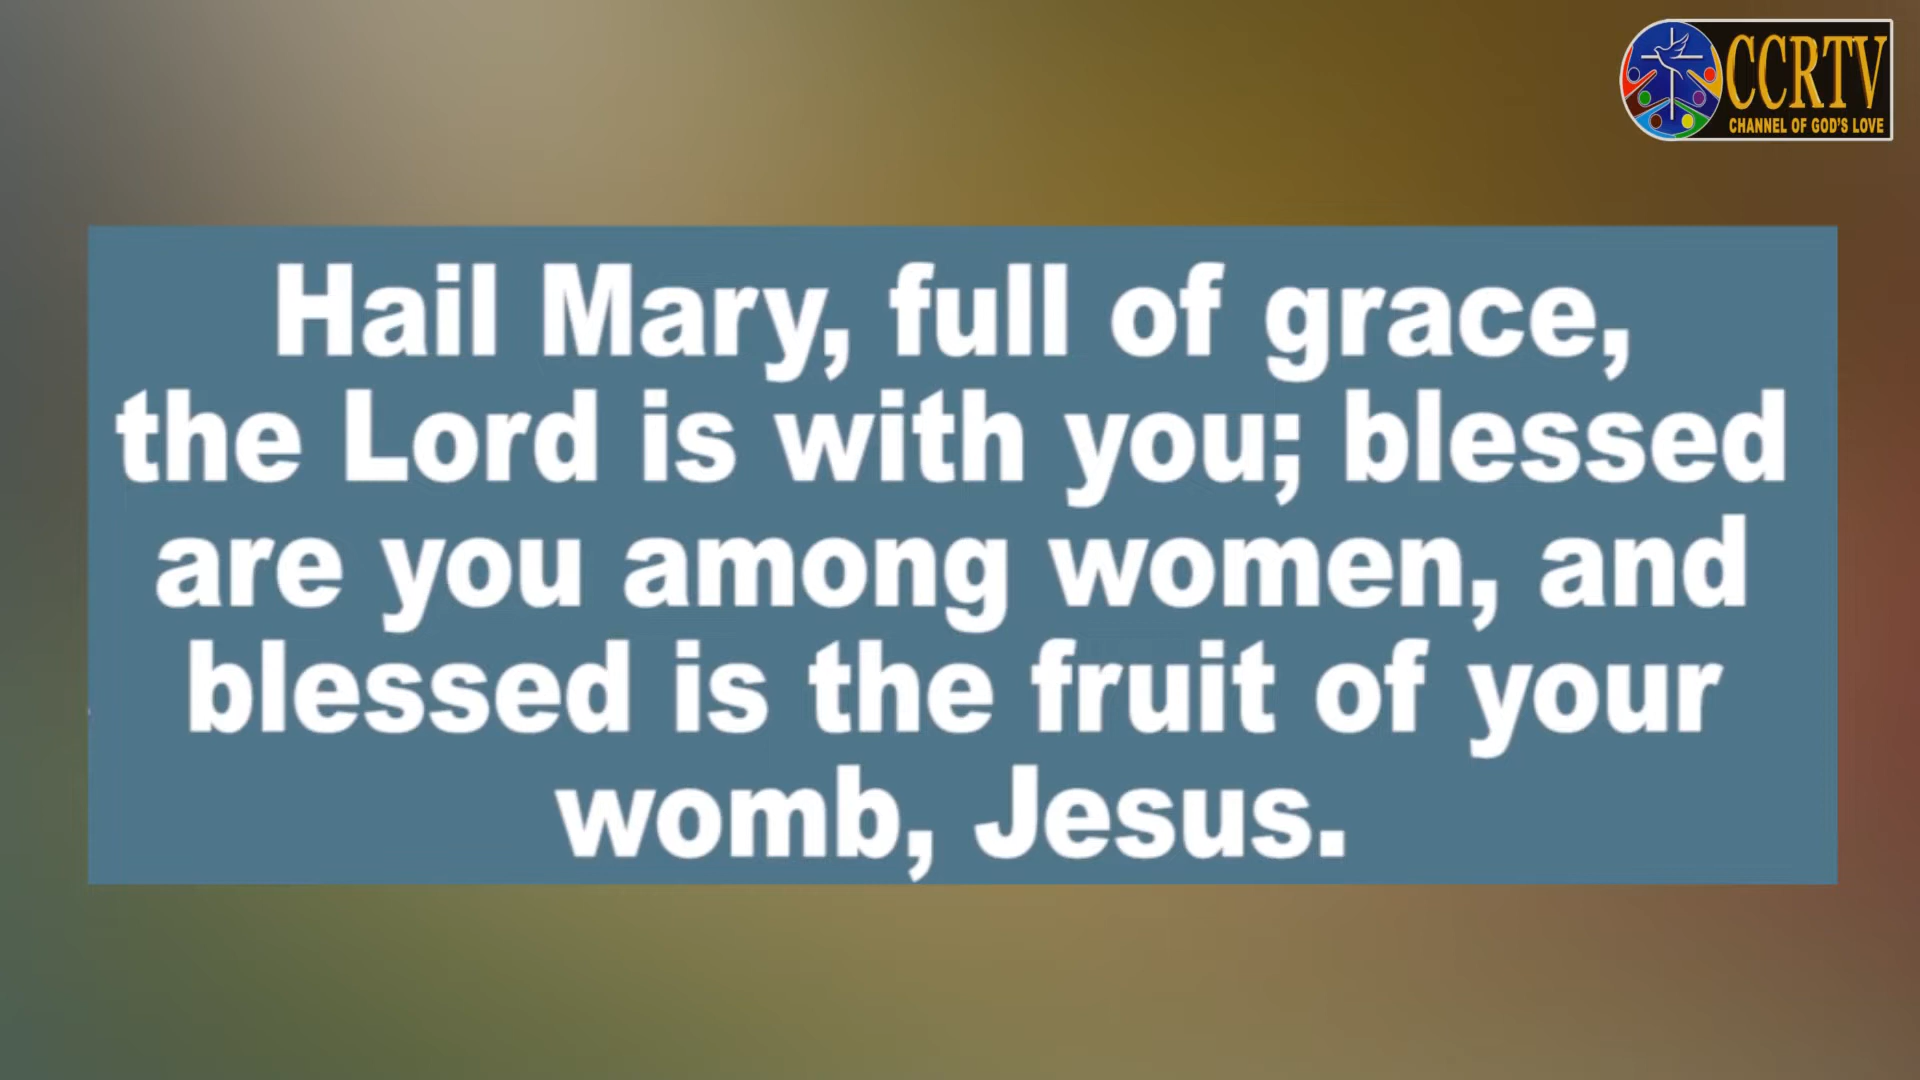 CCRTV
CHANNEL OF GOD'S LOVE
Hail Mary, full of grace,
the Lord is with you; blessed
are you among women, and
blessed is the fruit of your
womb, Jesus.